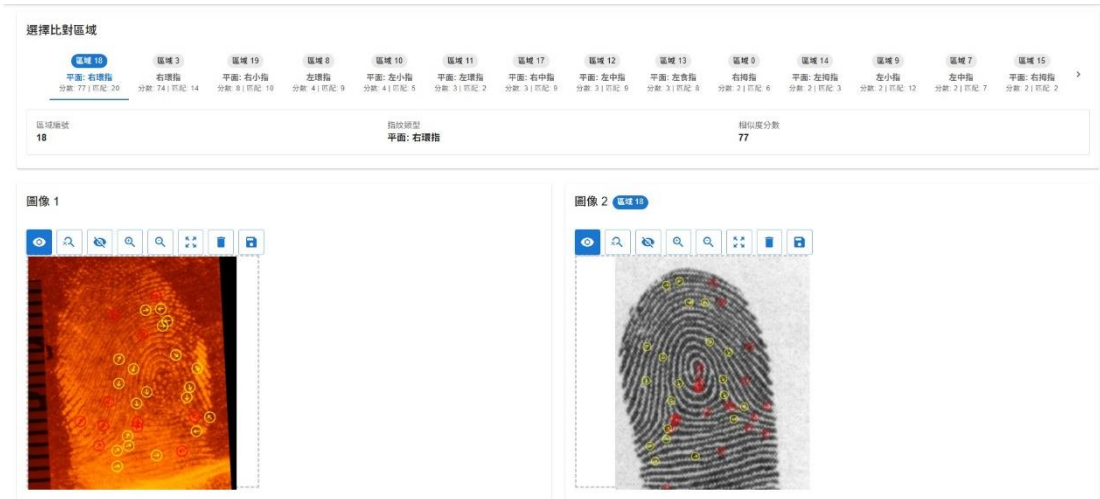 選擇比對區域
區域 18
平面: 右環指
分數: 77 | 匹配: 20
區域 3
右環指
分數: 74 | 匹配: 14
區域 19
平面: 右小指
分數: 8 | 匹配: 10
區域 8
左環指
分數: 4 | 匹配: 9
區域 10
平面: 左小指
分數: 4 | 匹配: 5
區域 11
平面: 左環指
分數: 3 | 匹配: 2
區域 17
平面: 右中指
分數: 3 | 匹配: 9
區域 12
平面: 左中指
分數: 3 | 匹配: 9
區域 13
平面: 左食指
分數: 3 | 匹配: 8
區域 0
右拇指
分數: 2 | 匹配: 6
區域 14
平面: 左拇指
分數: 2 | 匹配: 3
區域 9
左小指
分數: 2 | 匹配: 12
區域 7
左中指
分數: 2 | 匹配: 7
區域 15
平面: 右拇指
分數: 2 | 匹配: 2
區域編號
18
指紋類型
平面: 右環指
相似度分數
77
圖像 1
圖像 2 區域 18